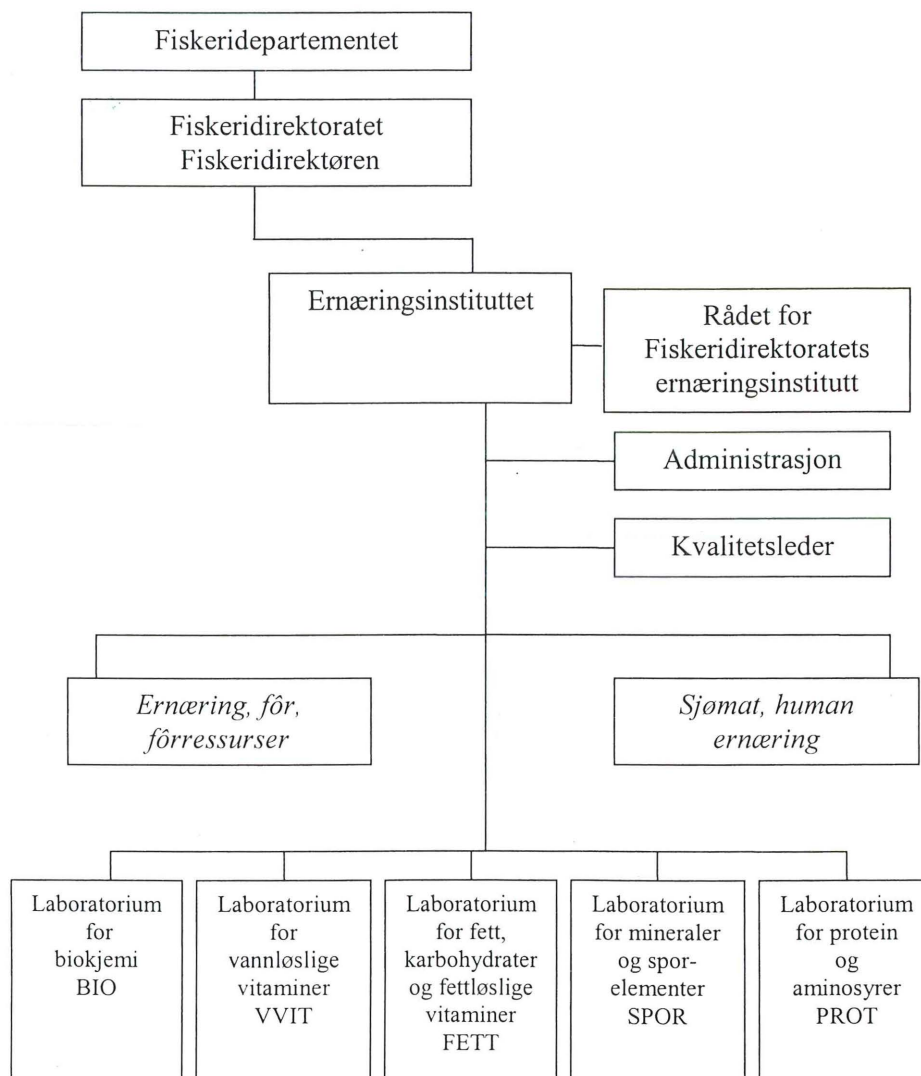 Fiskeridepartementet
Fiskeridirektoratet
Fiskeridirektøren
Ernæringsinstituttet
Rådet for
Fiskeridirektoratets
ernæringsinstitutt
Administrasjon
Kvalitetsleder
Ernæring, fôr,
fôrressurser
Sjømat, human
ernæring
Laboratorium
for
biokjemi
BIO
Laboratorium
for
vannløslige
vitaminer
VVIT
Laboratorium
for fett,
karbohydrater
og fettløslige
vitaminer
FETT
Laboratorium
for mineraler
og spor-
elementer
SPOR
Laboratorium
for protein
og
aminosyrer
PROT